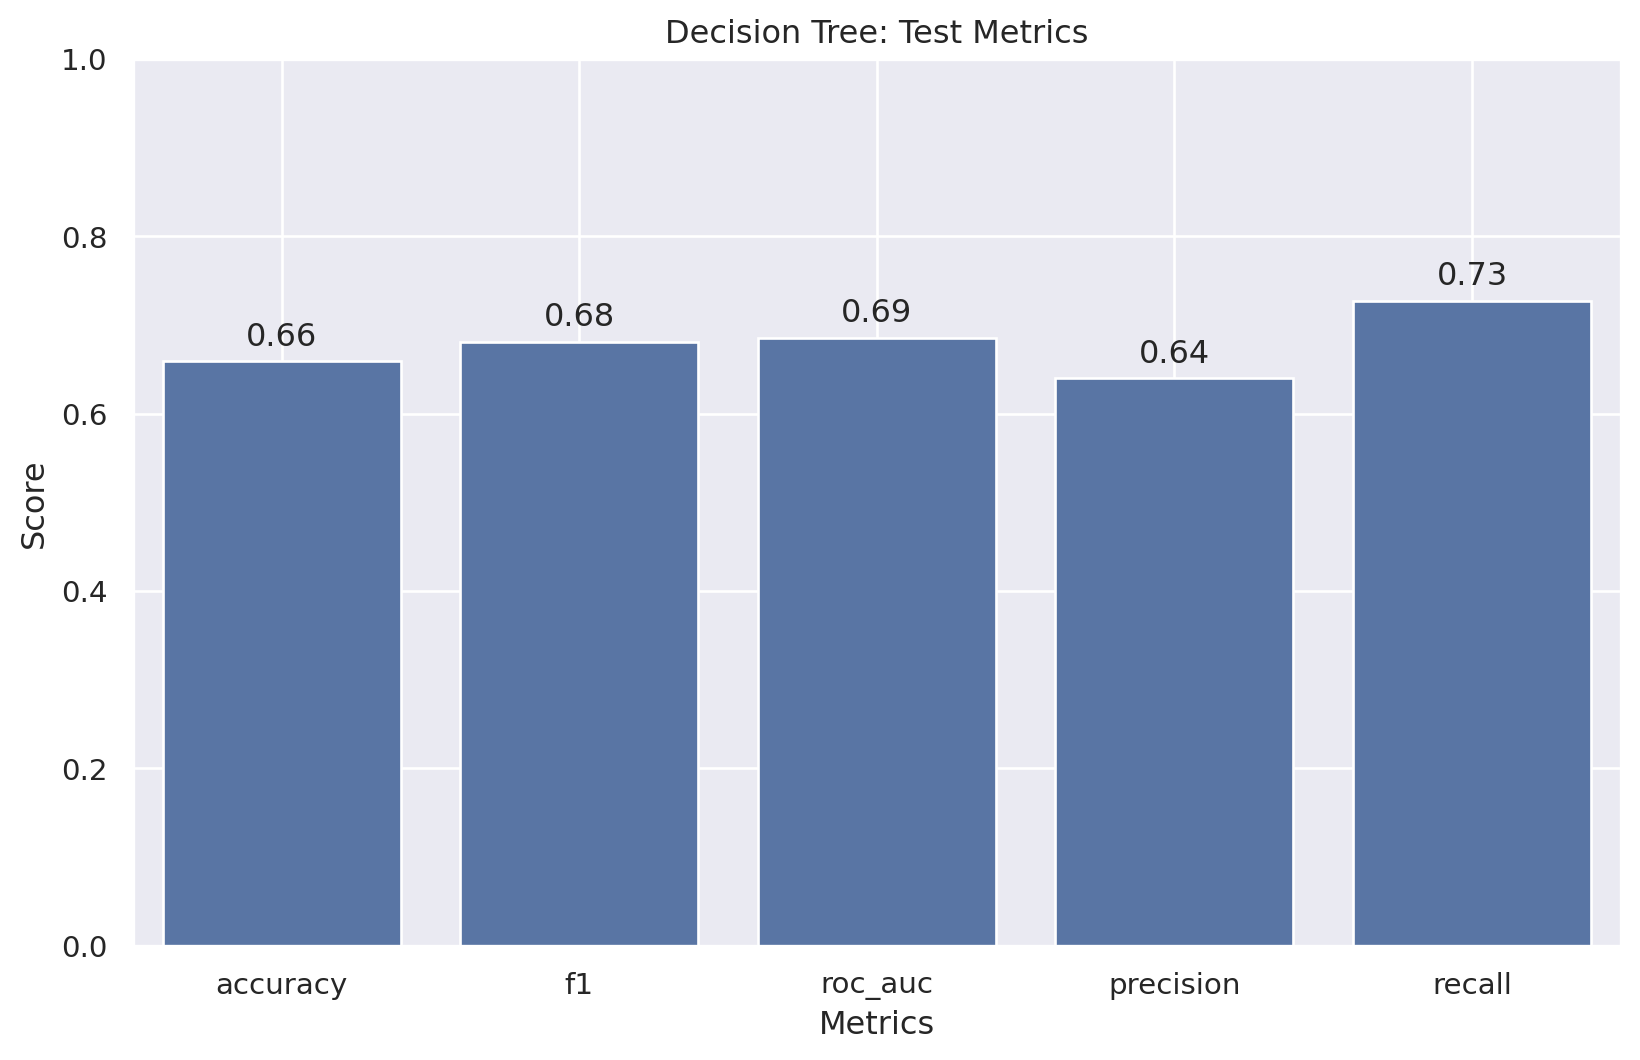 Decision Tree: Test Metrics
1.0
0.8
0.6
0.4
0.2
0.0
Score
0.66
0.68
0.69
0.64
0.73
accuracy
f1
roc_auc
precision
recall
Metrics